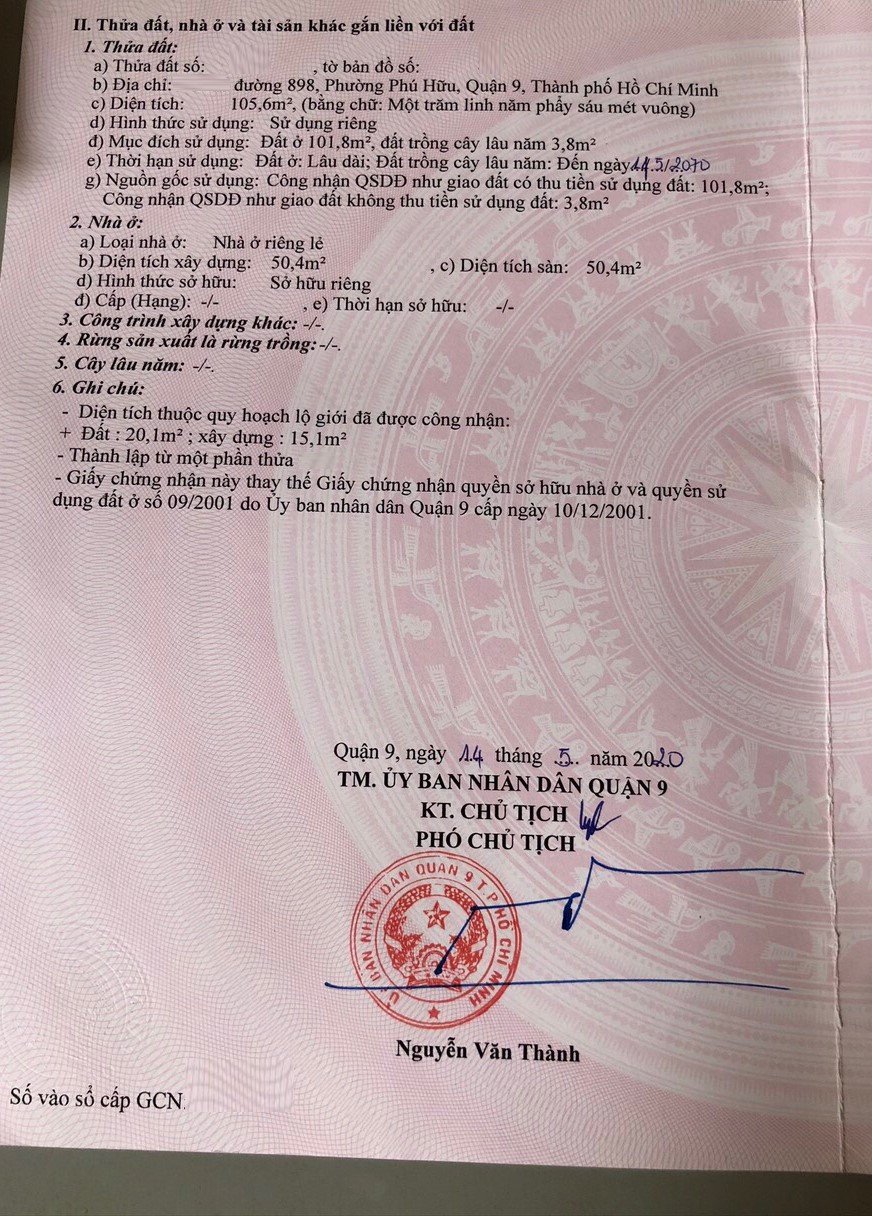 II. Thửa đất, nhà ở và tài sản khác gắn liền với đất
1. Thửa đất:
a) Thửa đất số: , tờ bản đồ số:
b) Địa chỉ: đường 898, Phường Phú Hữu, Quận 9, Thành phố Hồ Chí Minh
c) Diện tích: 105,6m², (bằng chữ: Một trăm linh năm phẩy sáu mét vuông)
d) Hình thức sử dụng: Sử dụng riêng
đ) Mục đích sử dụng: Đất ở 101,8m², đất trồng cây lâu năm 3,8m²
e) Thời hạn sử dụng: Đất ở: Lâu dài; Đất trồng cây lâu năm: Đến ngày 14/5/2070
g) Nguồn gốc sử dụng: Công nhận QSDĐ như giao đất có thu tiền sử dụng đất: 101,8m²;
Công nhận QSDĐ như giao đất không thu tiền sử dụng đất: 3,8m²
2. Nhà ở:
a) Loại nhà ở: Nhà ở riêng lẻ
b) Diện tích xây dựng: 50,4m² , c) Diện tích sàn: 50,4m²
d) Hình thức sở hữu: Sở hữu riêng
đ) Cấp (Hạng): -/- , e) Thời hạn sở hữu: -/-
3. Công trình xây dựng khác: -/-.
4. Rừng sản xuất là rừng trồng: -/-.
5. Cây lâu năm: -/-.
6. Ghi chú:
- Diện tích thuộc quy hoạch lộ giới đã được công nhận:
+ Đất : 20,1m² ; xây dựng : 15,1m²
- Thành lập từ một phần thửa
- Giấy chứng nhận này thay thế Giấy chứng nhận quyền sở hữu nhà ở và quyền sử
dụng đất ở số 09/2001 do Ủy ban nhân dân Quận 9 cấp ngày 10/12/2001.
Quận 9, ngày 14 tháng 5 năm 2020
TM. ỦY BAN NHÂN DÂN QUẬN 9
KT. CHỦ TỊCH
PHÓ CHỦ TỊCH
ỦY BAN NHÂN DÂN QUẬN 9 T.P HỒ CHÍ MINH
Nguyễn Văn Thành
Số vào sổ cấp GCN